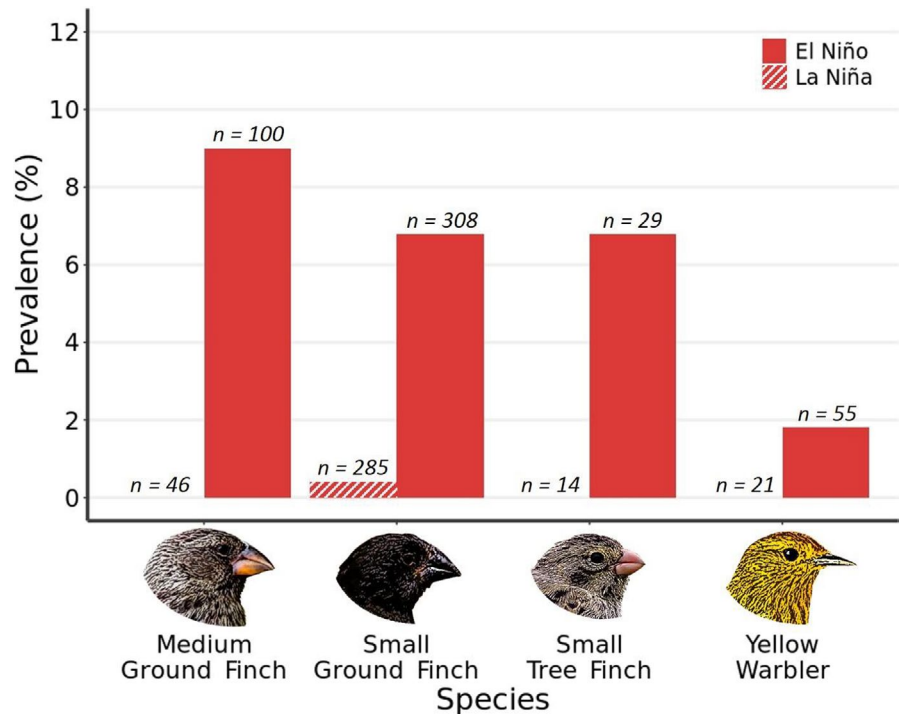 12
10
8
6
4
2
0
Prevalence (%)
El Niño
La Niña
n = 100
n = 308
n = 29
n = 55
n = 46
n = 285
n = 14
n = 21
Medium
Ground Finch
Small
Ground Finch
Small
Tree Finch
Yellow
Warbler
Species